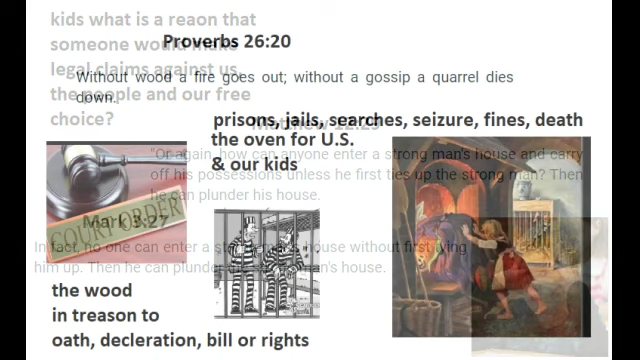 kids what is a reaon that
someone would make
legal claims against us,
the people and our free
choice?
Proverbs 26:20
Without wood a fire goes out; without a gossip a quarrel dies
down.
prisons, jails, searches, seizure, fines, death
the oven for U.S.
& our kids
Matthew 12:29
"Or again, how can anyone enter a strong man's house and carry
off his possessions unless he first ties up the strong man? Then
he can plunder his house.
COURT ORDER
Mark 3:27
In fact, no one can enter a strong man's house without first tying
him up. Then he can plunder the strong man's house.
the wood
in treason to
oath, decleration, bill or rights